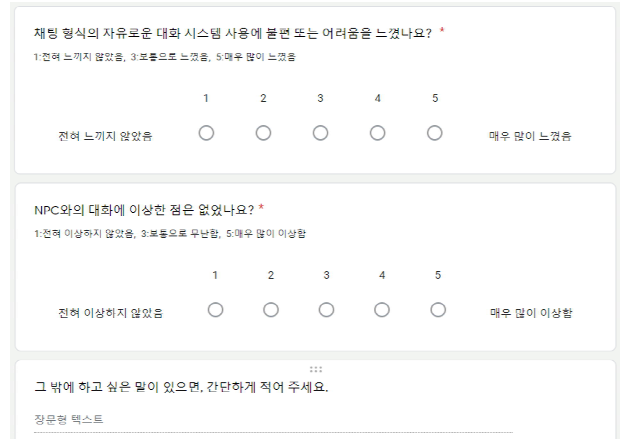 채팅 형식의 자유로운 대화 시스템 사용에 불편 또는 어려움을 느꼈나요? *
1:전혀 느끼지 않았음, 3:보통으로 느꼈음, 5:매우 많이 느꼈음
1 2 3 4 5
전혀 느끼지 않았음 매우 많이 느꼈음
NPC와의 대화에 이상한 점은 없었나요? *
1:전혀 이상하지 않았음, 3:보통으로 무난함, 5:매우 많이 이상함
1 2 3 4 5
전혀 이상하지 않았음 매우 많이 이상함
그 밖에 하고 싶은 말이 있으면, 간단하게 적어 주세요.
장문형 텍스트